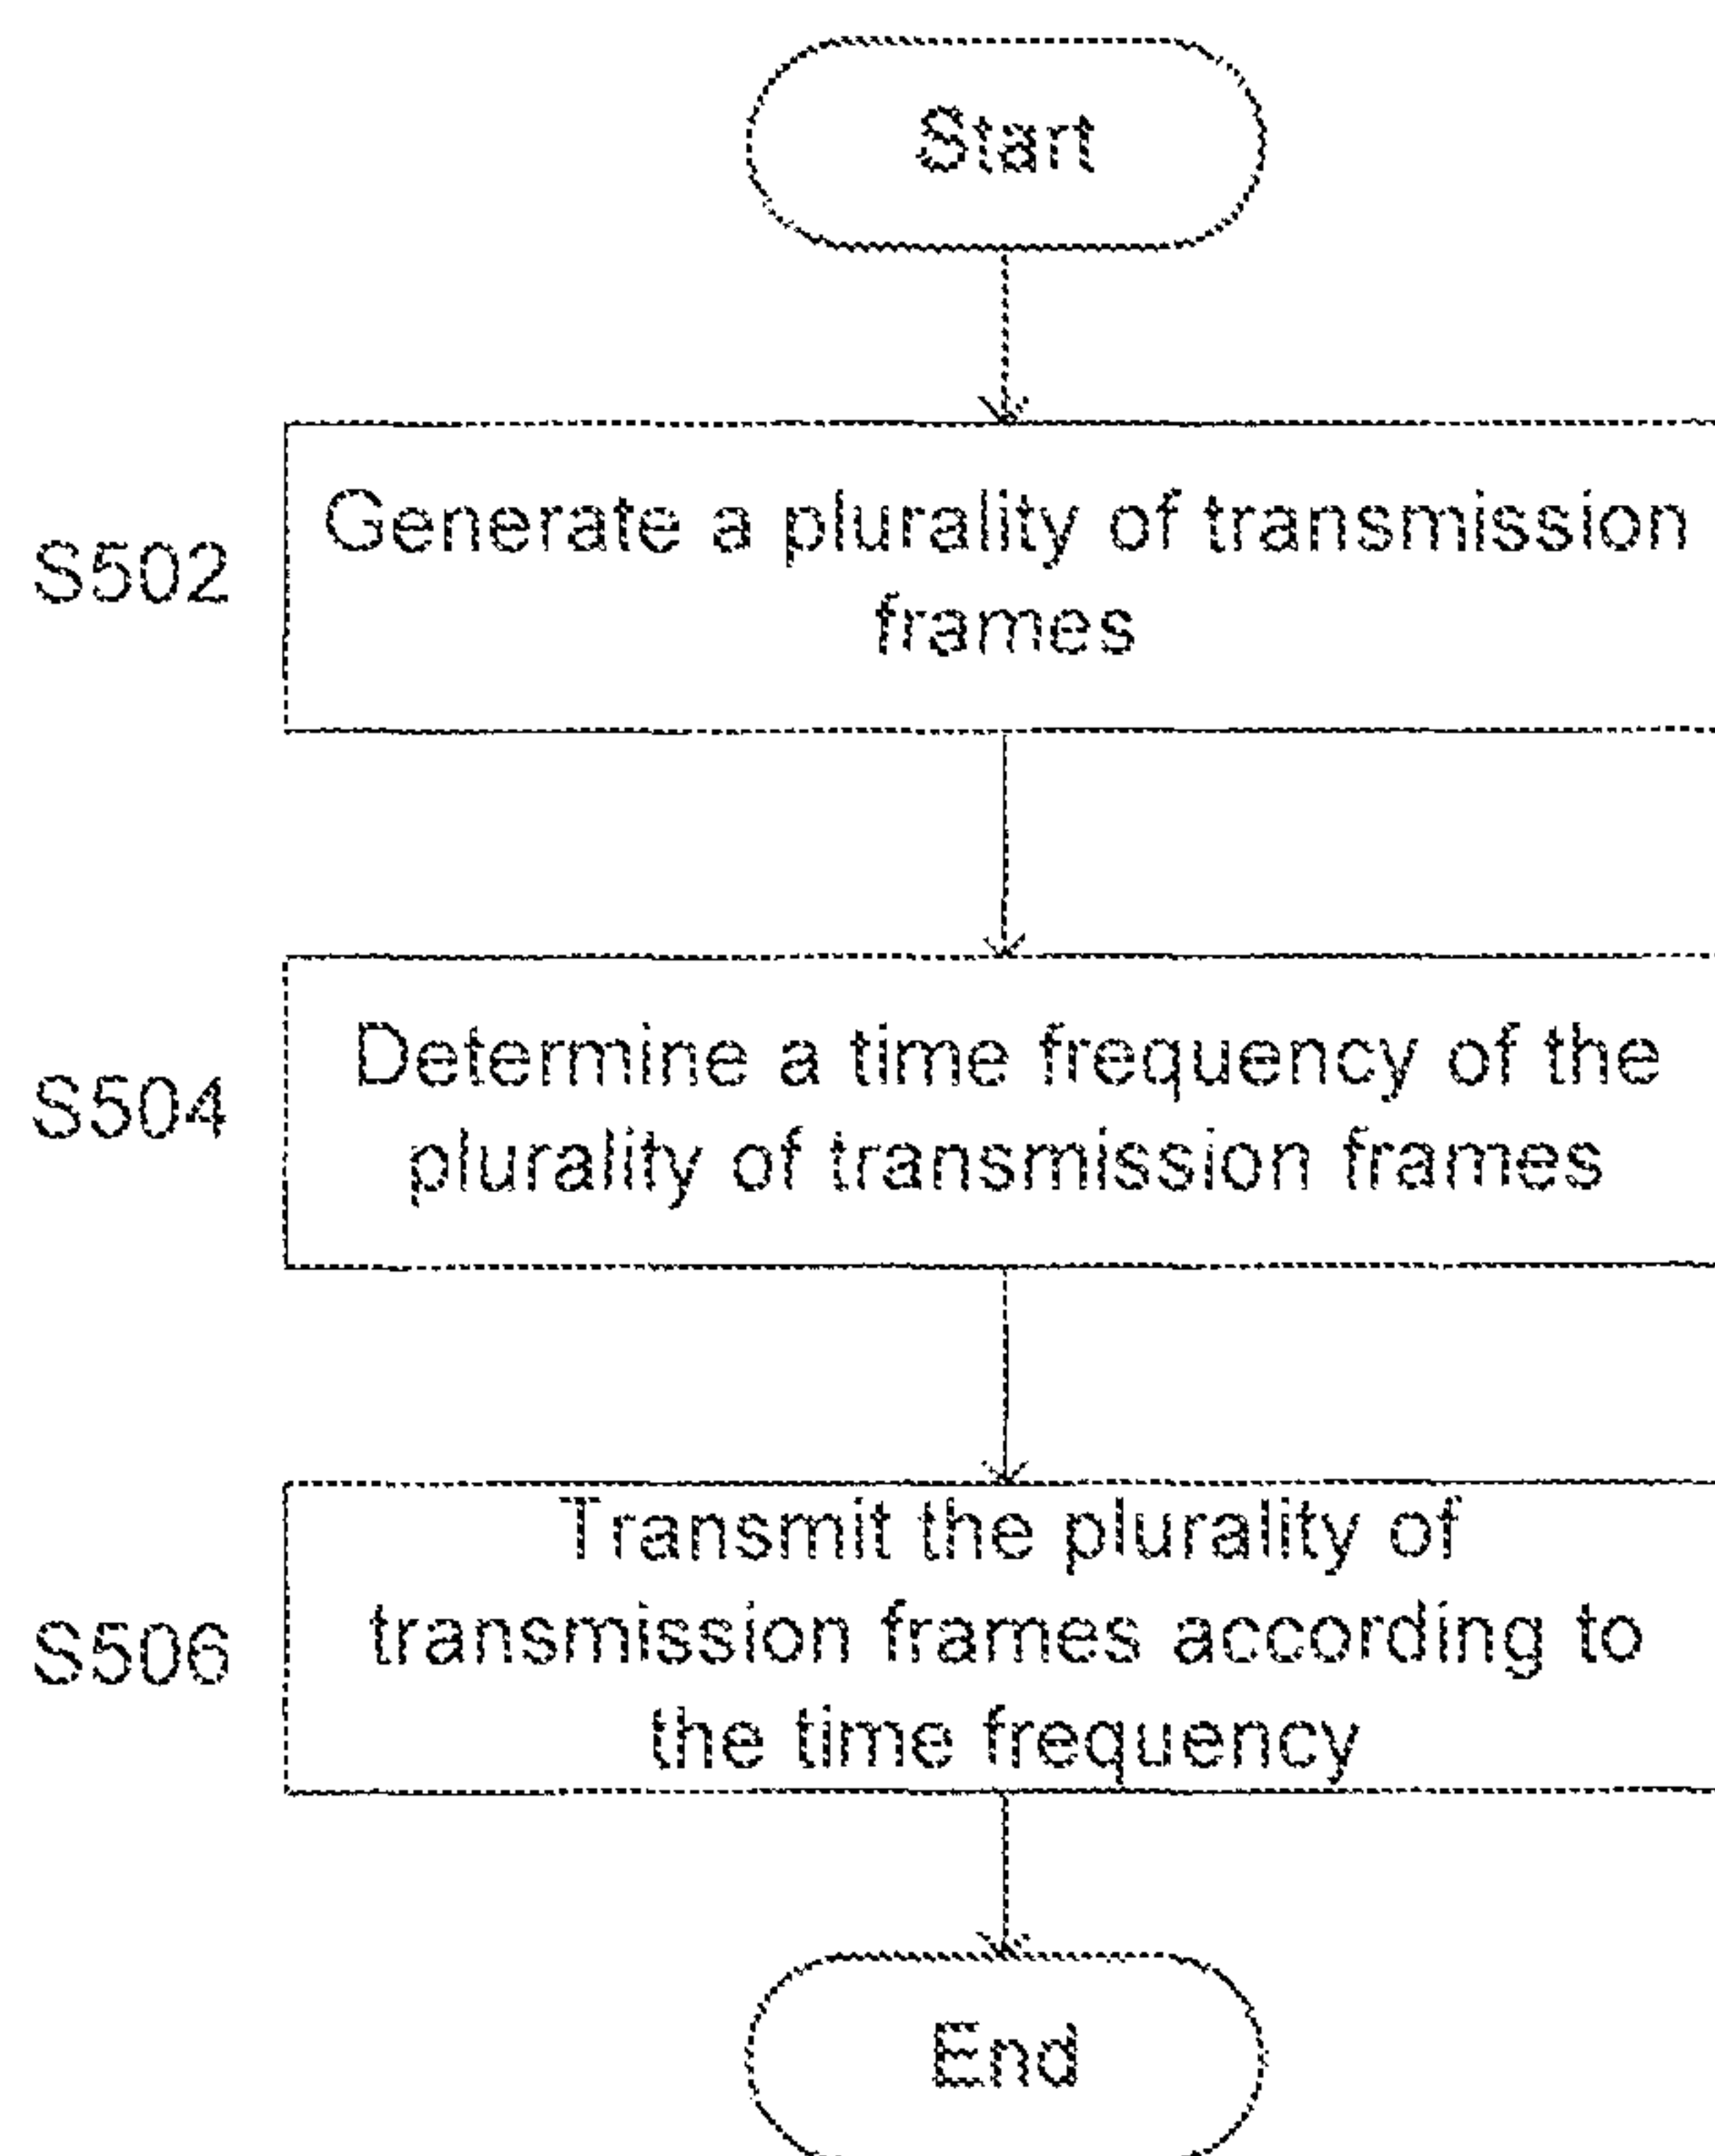 Start
S502
Generate a plurality of transmission
frames
S504
Determine a time frequency of the
plurality of transmission frames
S506
Transmit the plurality of
transmission frames according to
the time frequency
End